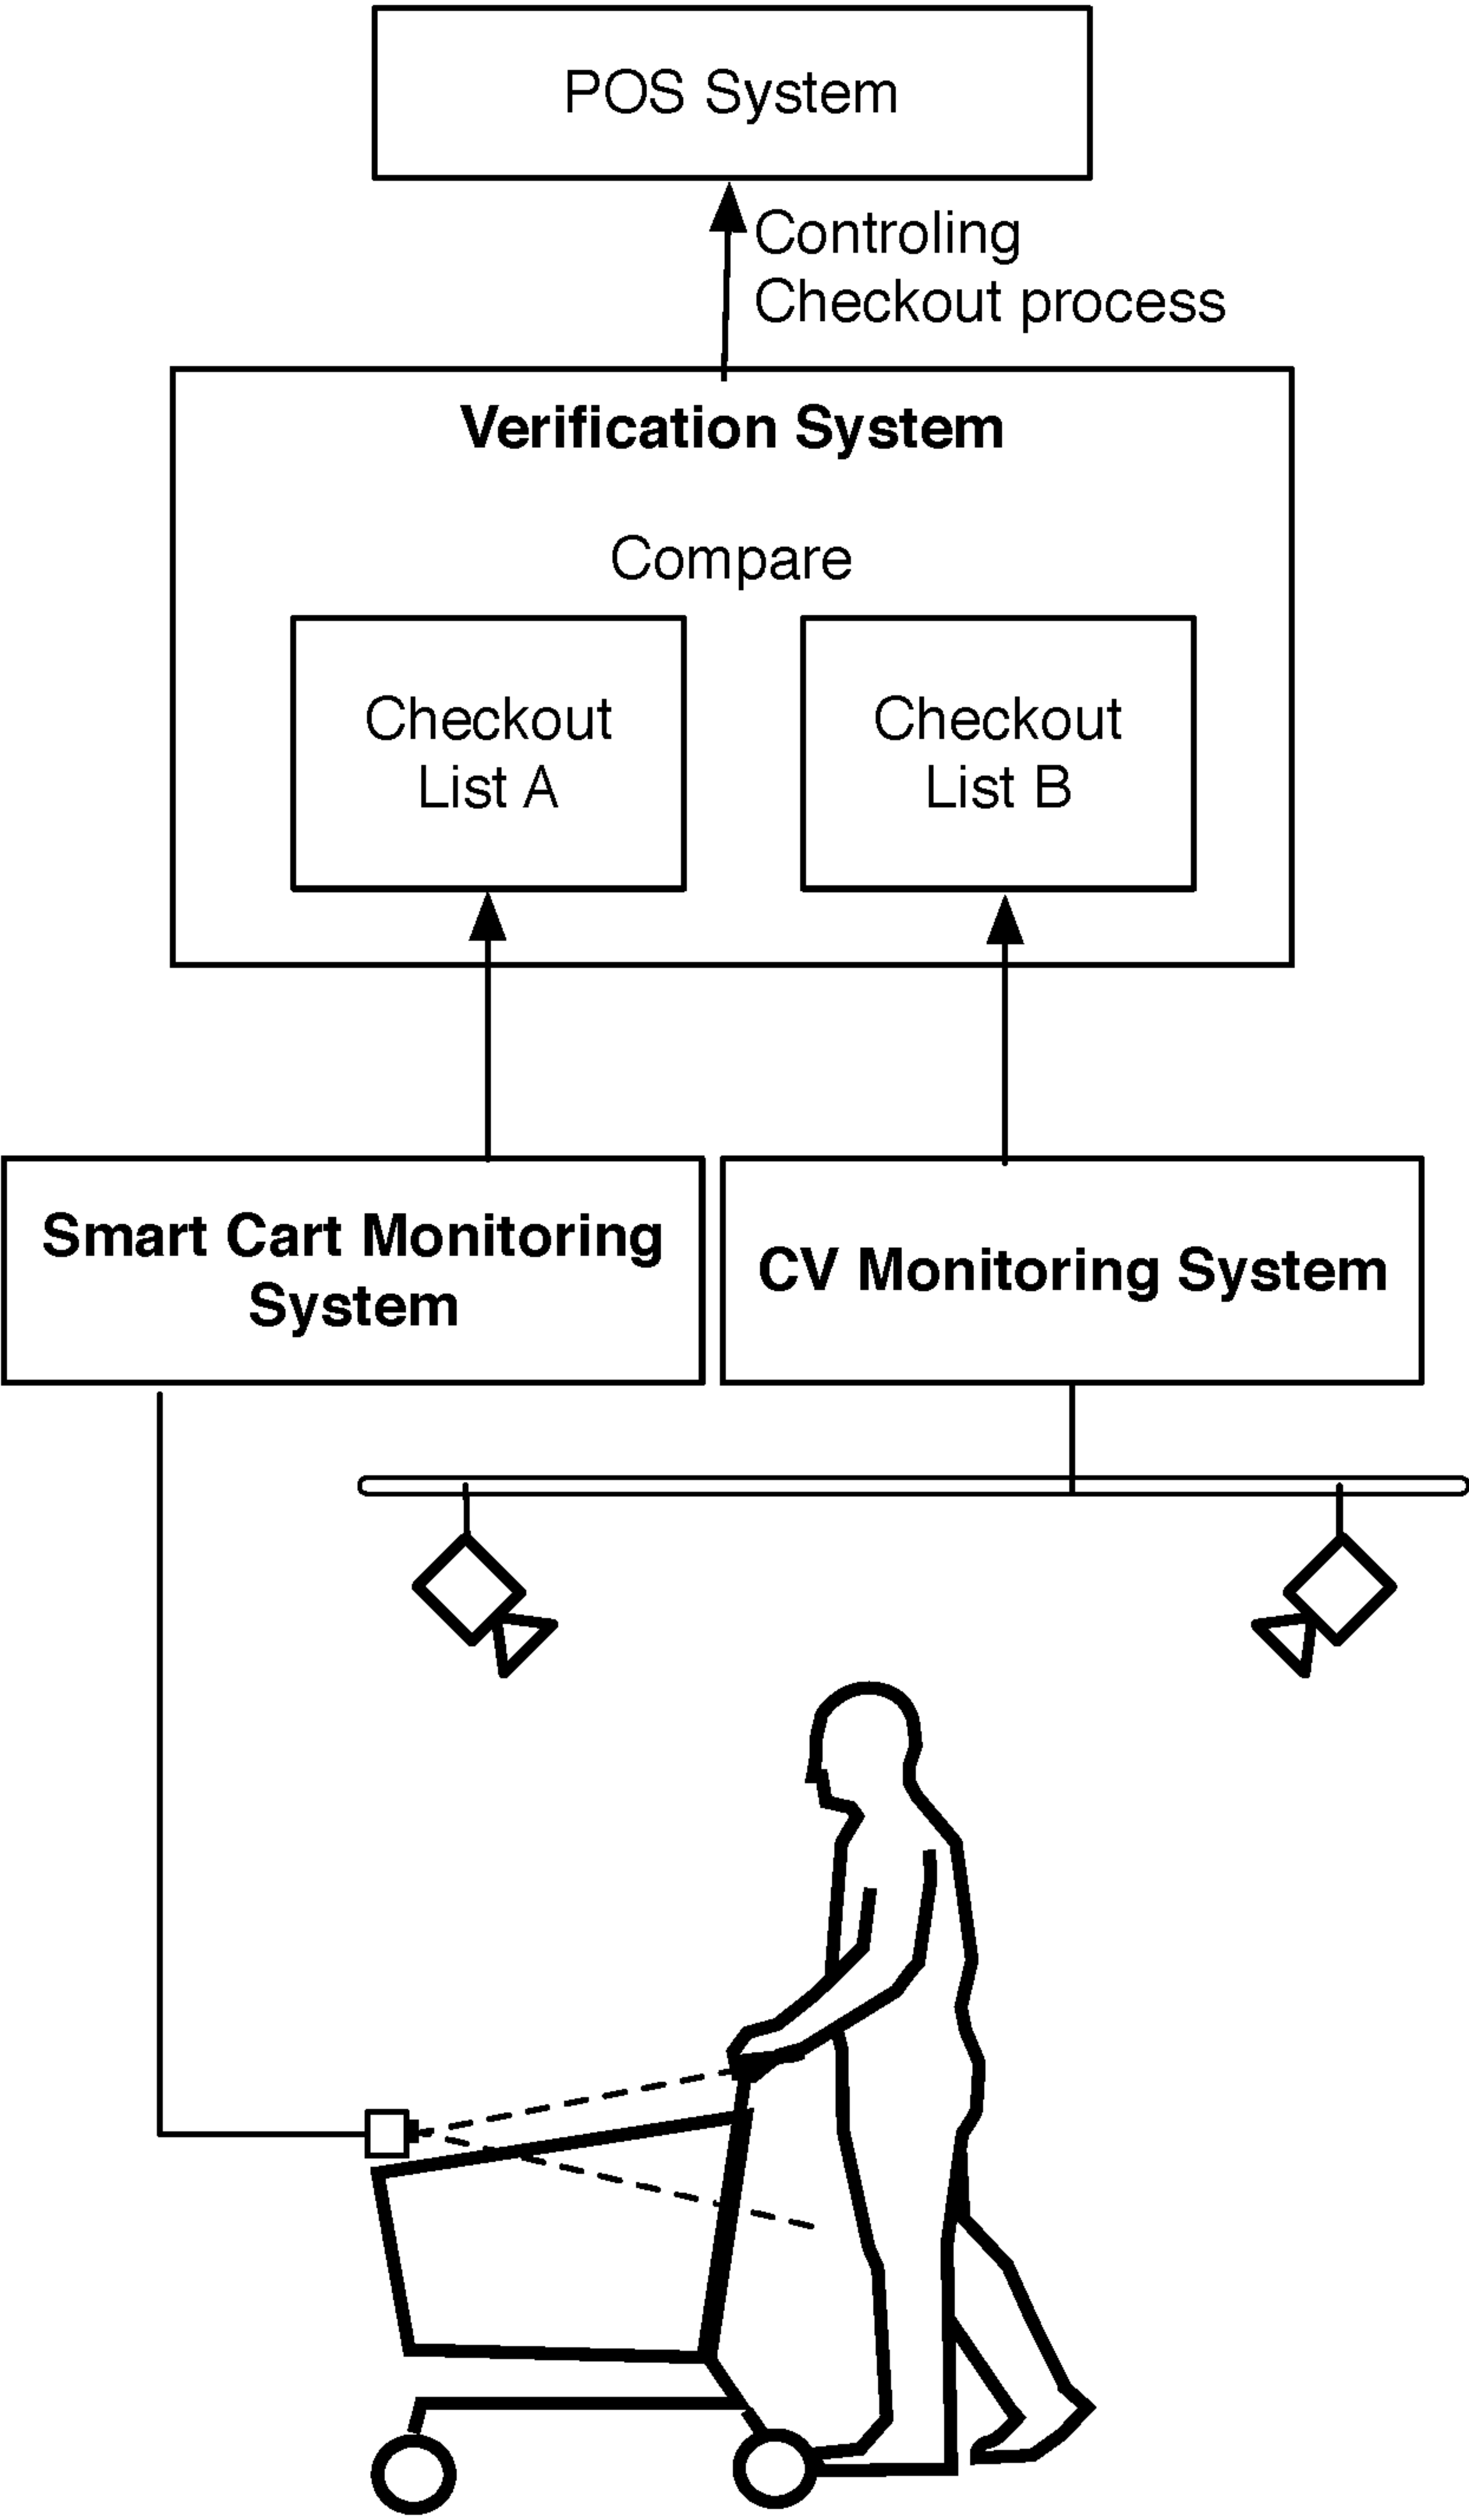 POS System
Controling
Checkout process
Verification System
Compare
Checkout
List A
Checkout
List B
Smart Cart Monitoring
System
CV Monitoring System